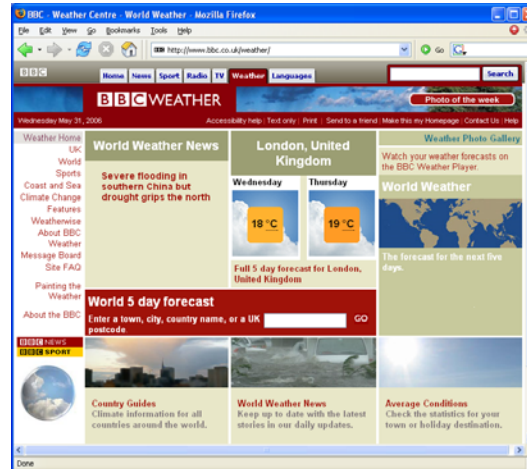 BBC - Weather Centre - World Weather - Mozilla Firefox
File Edit View Go Bookmarks Tools Help
http://www.bbc.co.uk/weather/
Go
BBC
Home News Sport Radio TV Weather Languages
Search
BBC WEATHER
Photo of the week
Wednesday May 31, 2006
Accessibility help | Text only | Print | Send to a friend | Make this my Homepage | Contact Us | Help
Weather Home
UK
World
Sports
Coast and Sea
Climate Change
Features
Weatherwise
About BBC
Weather
Message Board
Site FAQ
Painting the
Weather
About the BBC
BBC NEWS
BBC SPORT
World Weather News
Severe flooding in
southern China but
drought grips the north
London, United
Kingdom
Wednesday Thursday
18 °C 19 °C
Full 5 day forecast for London,
United Kingdom
Weather Photo Gallery
Watch your weather forecasts on
the BBC Weather Player.
World Weather
The forecast for the next five
days.
World 5 day forecast
Enter a town, city, country name, or a UK
postcode.
GO
Country Guides
Climate information for all
countries around the world.
World Weather News
Keep up to date with the latest
stories in our daily updates.
Average Conditions
Check the statistics for your
town or holiday destination.
Done